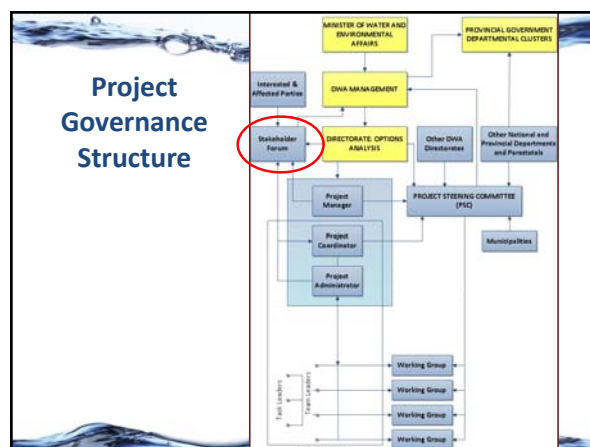 Project
Governance
Structure
MINISTER OF WATER AND
ENVIRONMENTAL
AFFAIRS
PROVINCIAL GOVERNMENT
DEPARTMENTAL CLUSTERS
Interested &
Affected Parties
DWA MANAGEMENT
Stakeholder
Forum
DIRECTORATE: OPTIONS
ANALYSIS
Other DWA
Directorates
Other National and
Provincial Departments
and Parastatals
Project
Manager
PROJECT STEERING COMMITTEE
(PSC)
Project
Coordinator
Municipalities
Project
Administrator
Task Leaders
Team Leaders
Working Group
Working Group
Working Group
Working Group